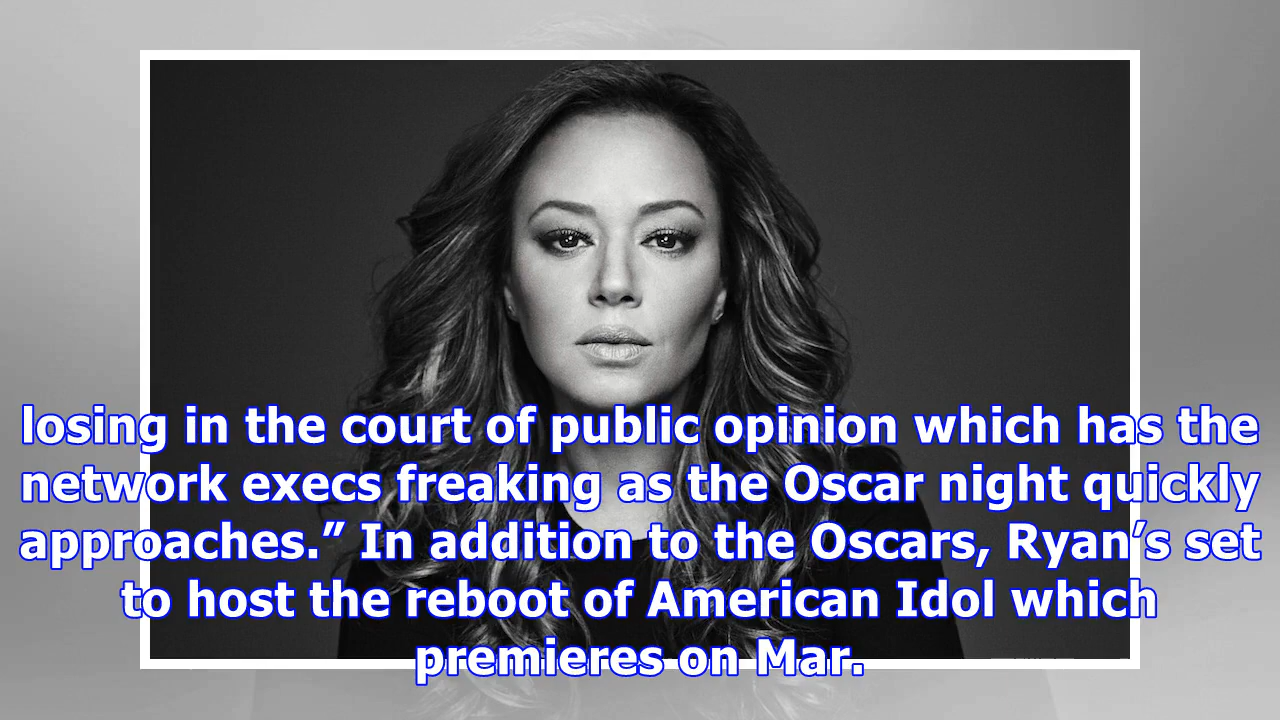 losing in the court of public opinion which has the
network execs freaking as the Oscar night quickly
approaches.” In addition to the Oscars, Ryan’s set
to host the reboot of American Idol which
premieres on Mar.